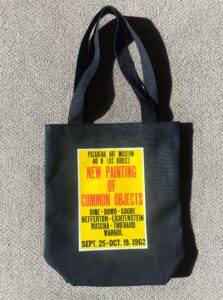 PASADENA ART MUSEUM
46 N LOS ROBLES
NEW PAINTING
OF
COMMON OBJECTS
DINE-DOWD-GOODE
HEFFERTON-LICHTENSTEIN
RUSCHA-THIEBAUD
WARHOL
SEPT. 25-OCT. 19, 1962